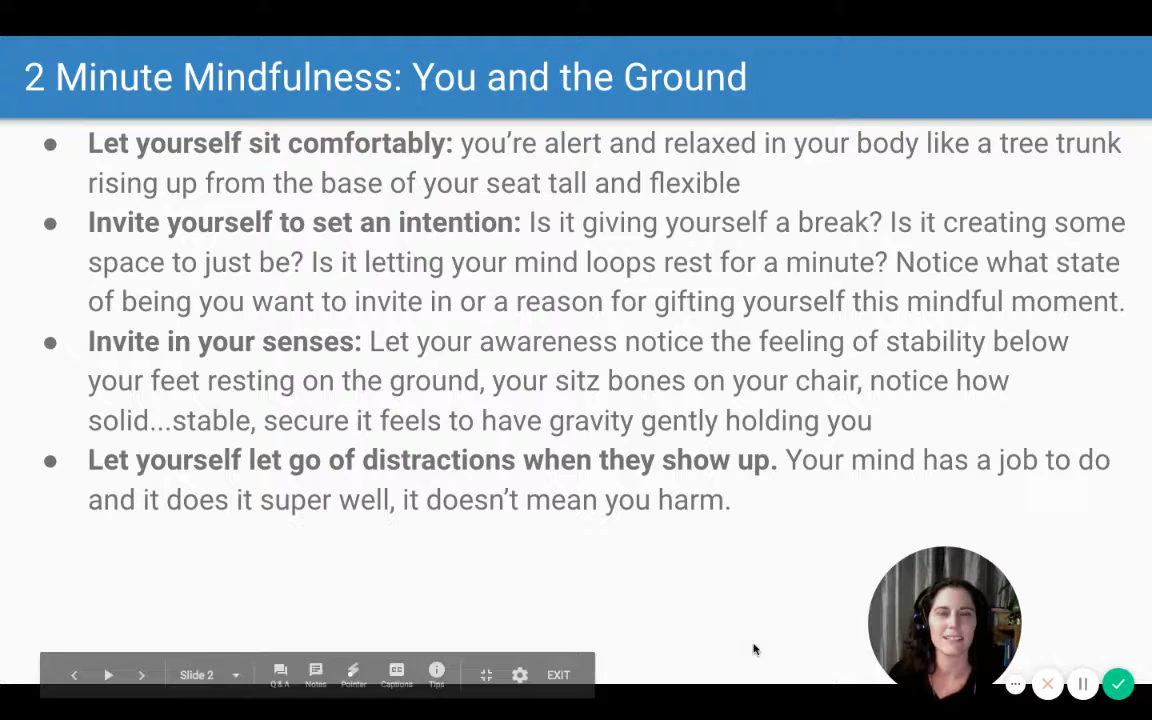 2 Minute Mindfulness: You and the Ground
● Let yourself sit comfortably: you're alert and relaxed in your body like a tree trunk
rising up from the base of your seat tall and flexible
● Invite yourself to set an intention: Is it giving yourself a break? Is it creating some
space to just be? Is it letting your mind loops rest for a minute? Notice what state
of being you want to invite in or a reason for gifting yourself this mindful moment.
● Invite in your senses: Let your awareness notice the feeling of stability below
your feet resting on the ground, your sitz bones on your chair, notice how
solid...stable, secure it feels to have gravity gently holding you
● Let yourself let go of distractions when they show up. Your mind has a job to do
and it does it super well, it doesn't mean you harm.
Slide 2 Q & A Notes Pointer CC Captions Tips EXIT